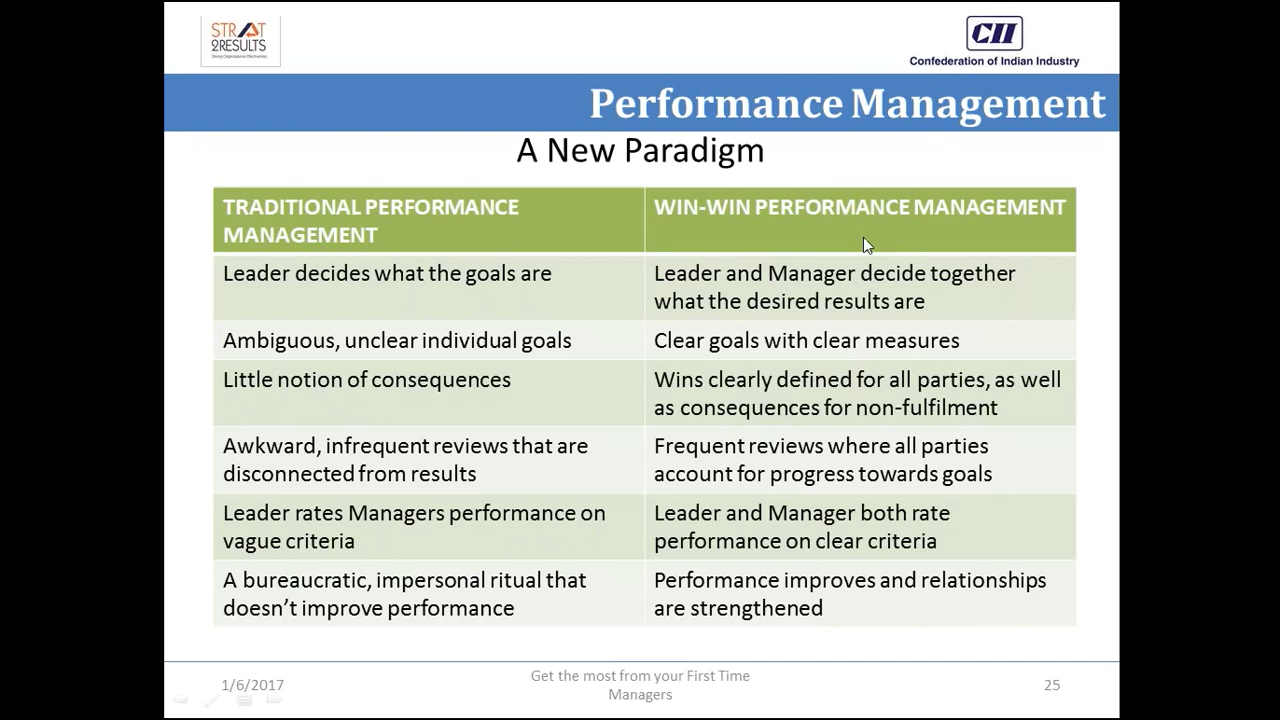 STRAT
2RESULTS
Driving Organisational Effectiveness
CII
Confederation of Indian Industry
Performance Management
A New Paradigm
TRADITIONAL PERFORMANCE
MANAGEMENT
WIN-WIN PERFORMANCE MANAGEMENT
Leader decides what the goals are
Leader and Manager decide together
what the desired results are
Ambiguous, unclear individual goals
Clear goals with clear measures
Little notion of consequences
Wins clearly defined for all parties, as well
as consequences for non-fulfilment
Awkward, infrequent reviews that are
disconnected from results
Frequent reviews where all parties
account for progress towards goals
Leader rates Managers performance on
vague criteria
Leader and Manager both rate
performance on clear criteria
A bureaucratic, impersonal ritual that
doesn't improve performance
Performance improves and relationships
are strengthened
1/6/2017
Get the most from your First Time
Managers
25